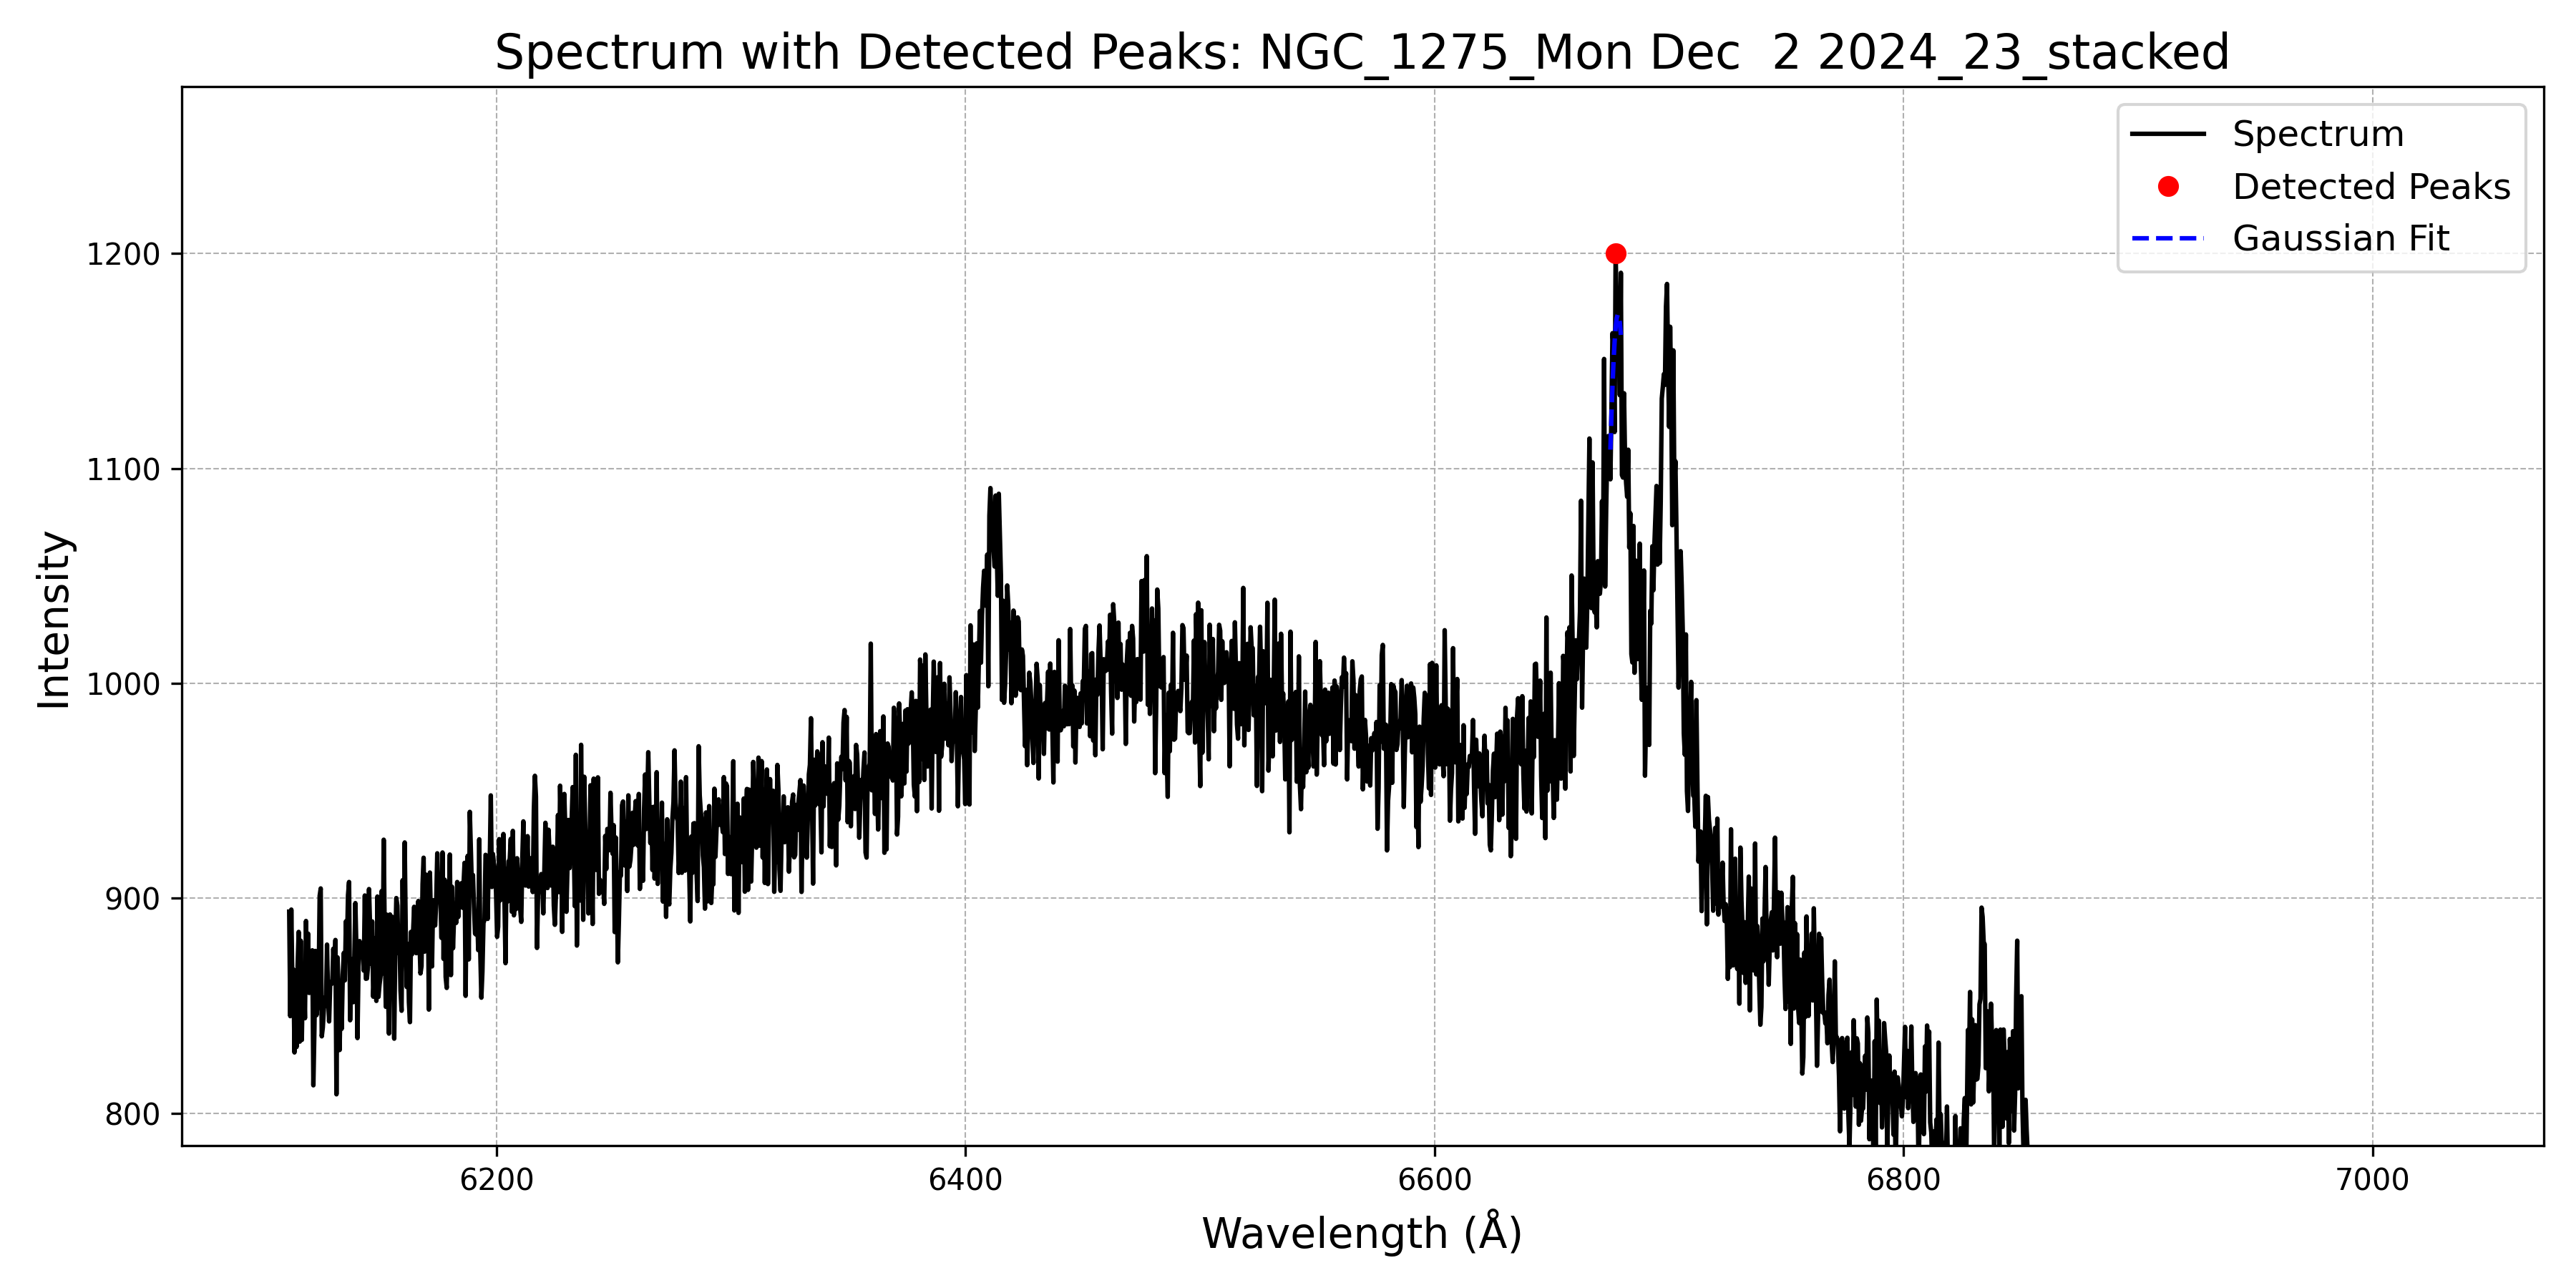 Spectrum with Detected Peaks: NGC_1275_Mon Dec  2 2024_23_stacked
Spectrum
Detected Peaks
Gaussian Fit
1200
1100
1000
900
800
Intensity
6200 6400 6600 6800 7000
Wavelength (Å)